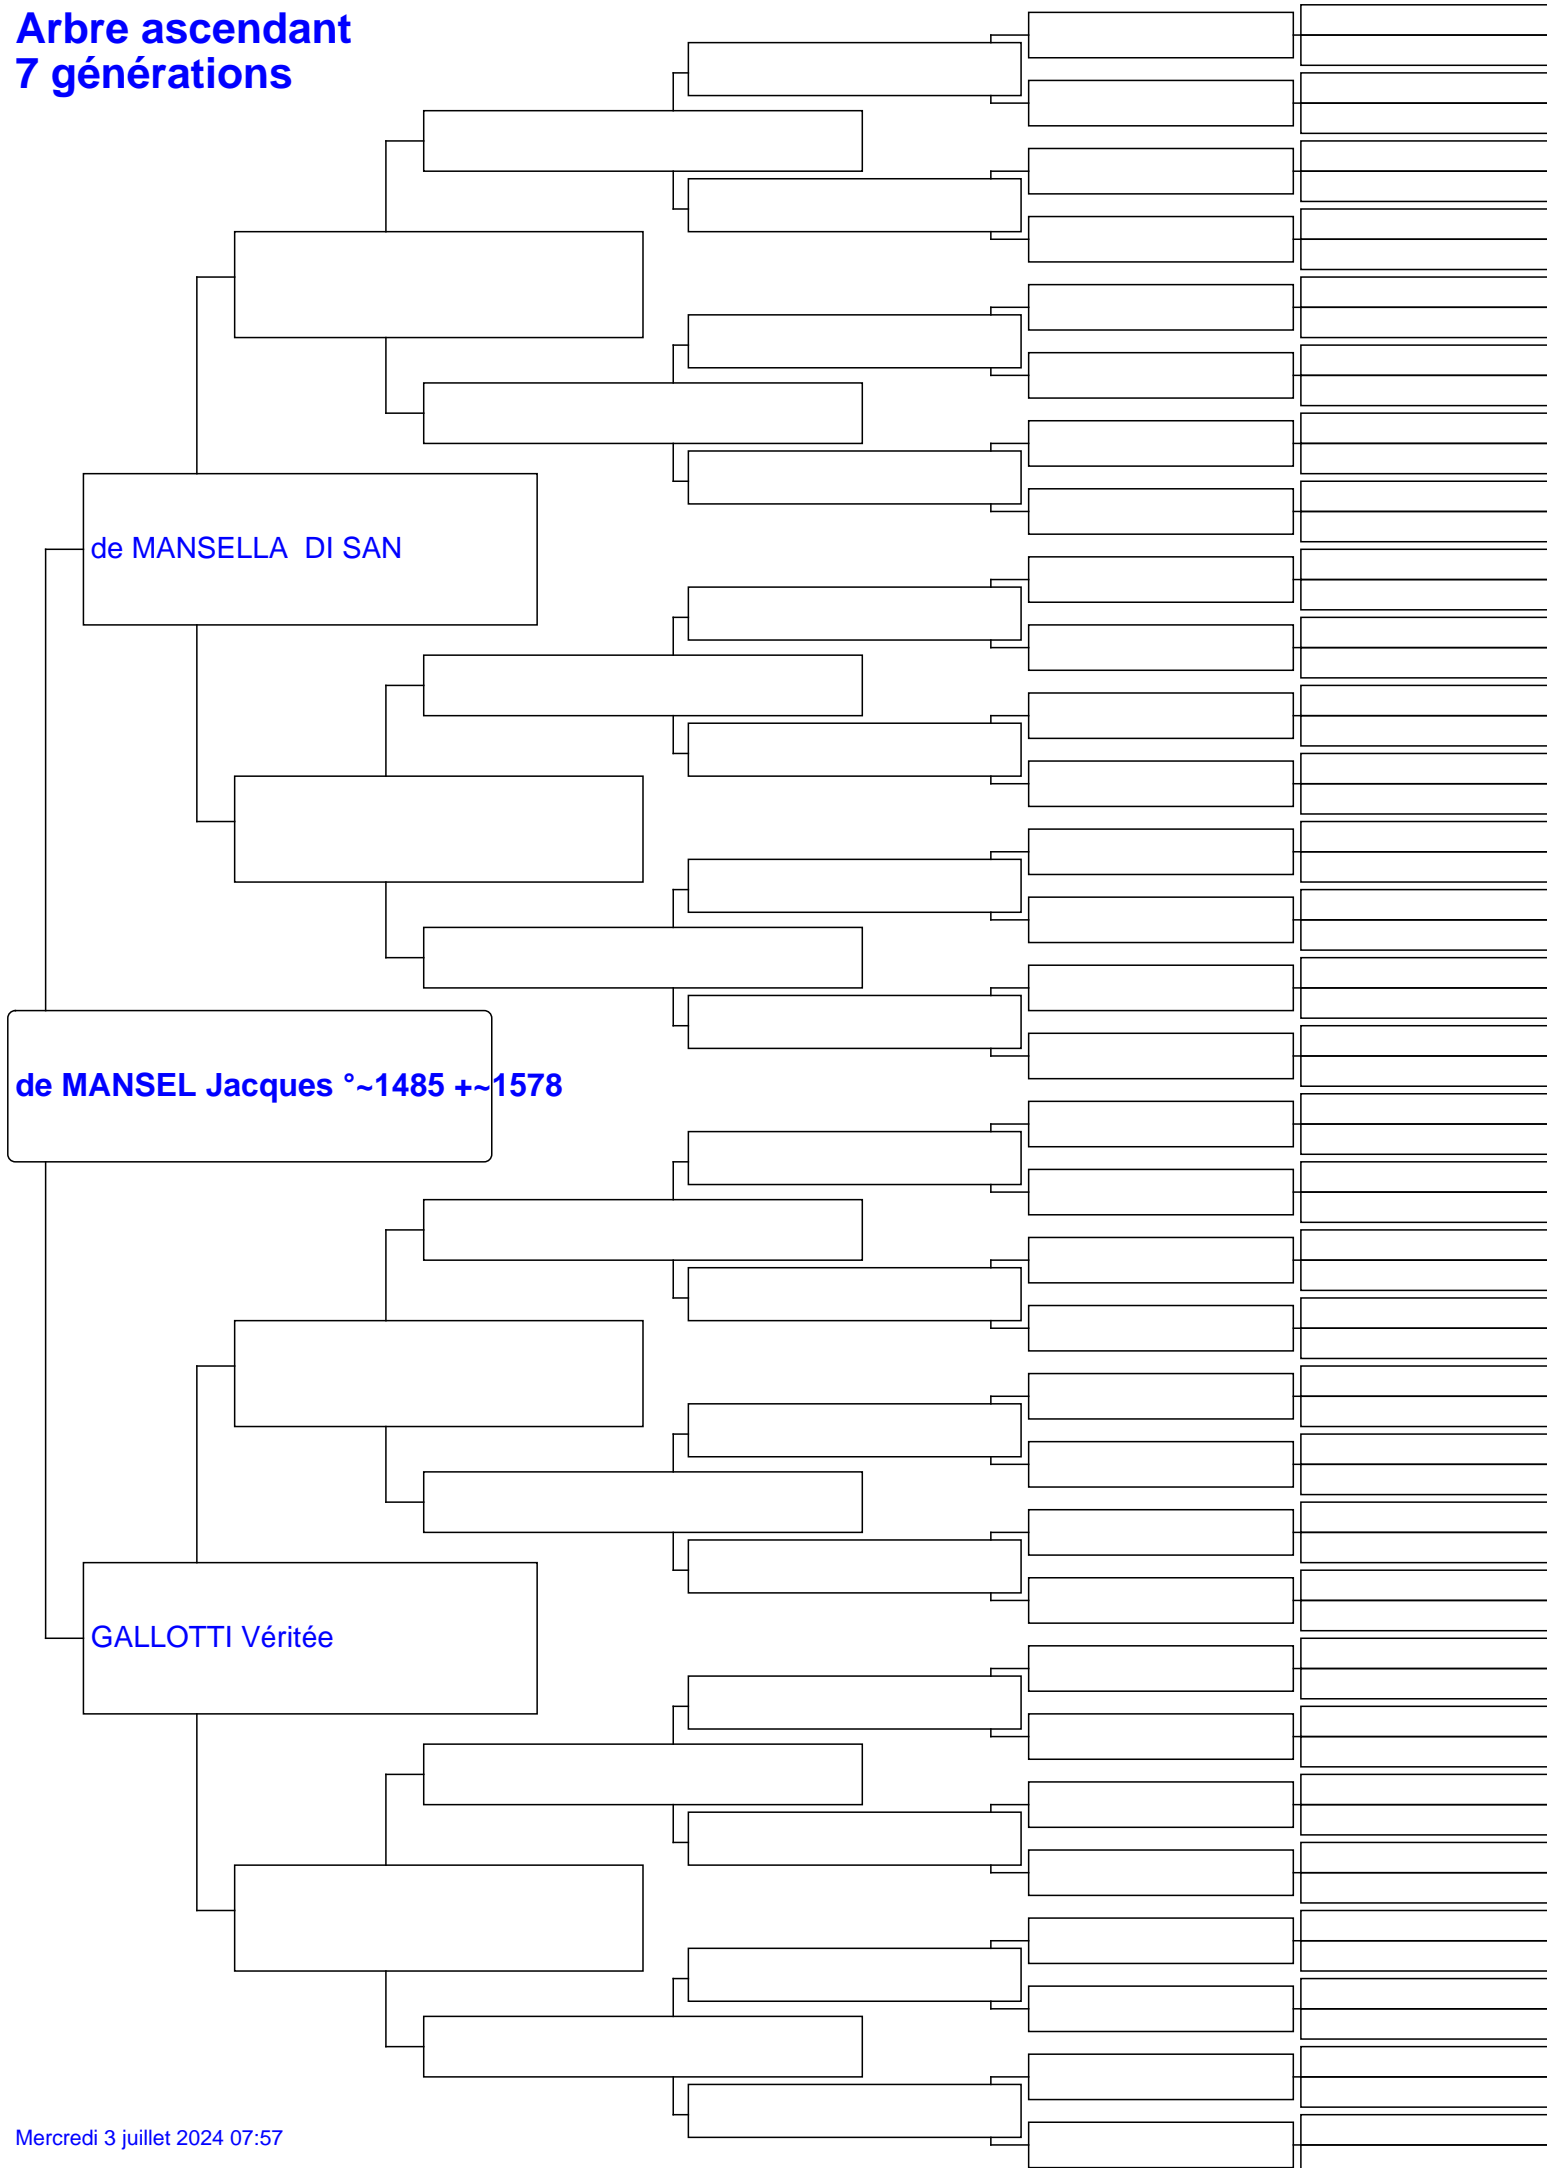 Arbre ascendant
7 générations
de MANSELLA  DI SAN
de MANSEL Jacques °~1485 +~1578
GALLOTTI Véritée
Mercredi 3 juillet 2024 07:57